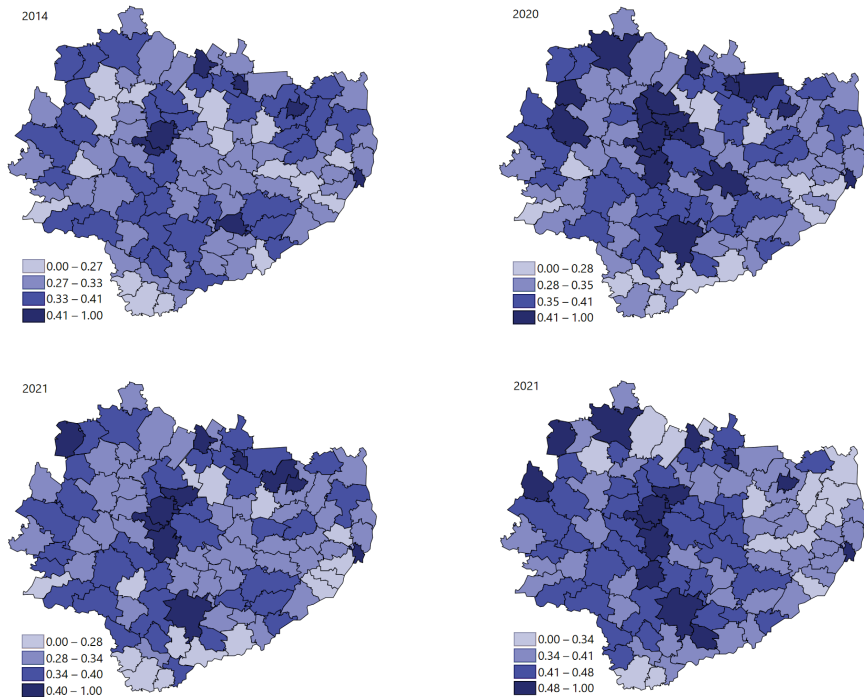 2014
0.00 – 0.27
0.27 – 0.33
0.33 – 0.41
0.41 – 1.00
2020
0.00 – 0.28
0.28 – 0.35
0.35 – 0.41
0.41 – 1.00
2021
0.00 – 0.28
0.28 – 0.34
0.34 – 0.40
0.40 – 1.00
2021
0.00 – 0.34
0.34 – 0.41
0.41 – 0.48
0.48 – 1.00